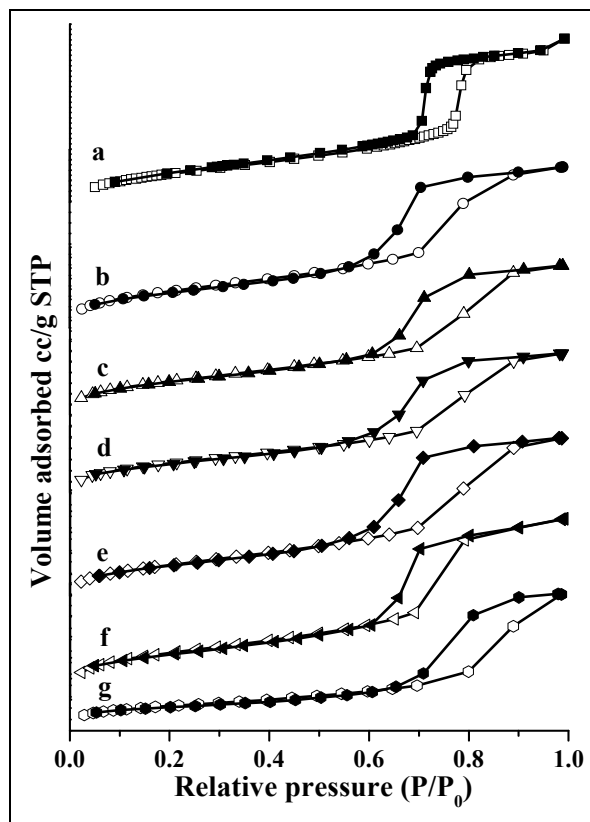 Volume adsorbed cc/g STP
a
b
c
d
e
f
g
0.0 0.2 0.4 0.6 0.8 1.0
Relative pressure (P/P₀)